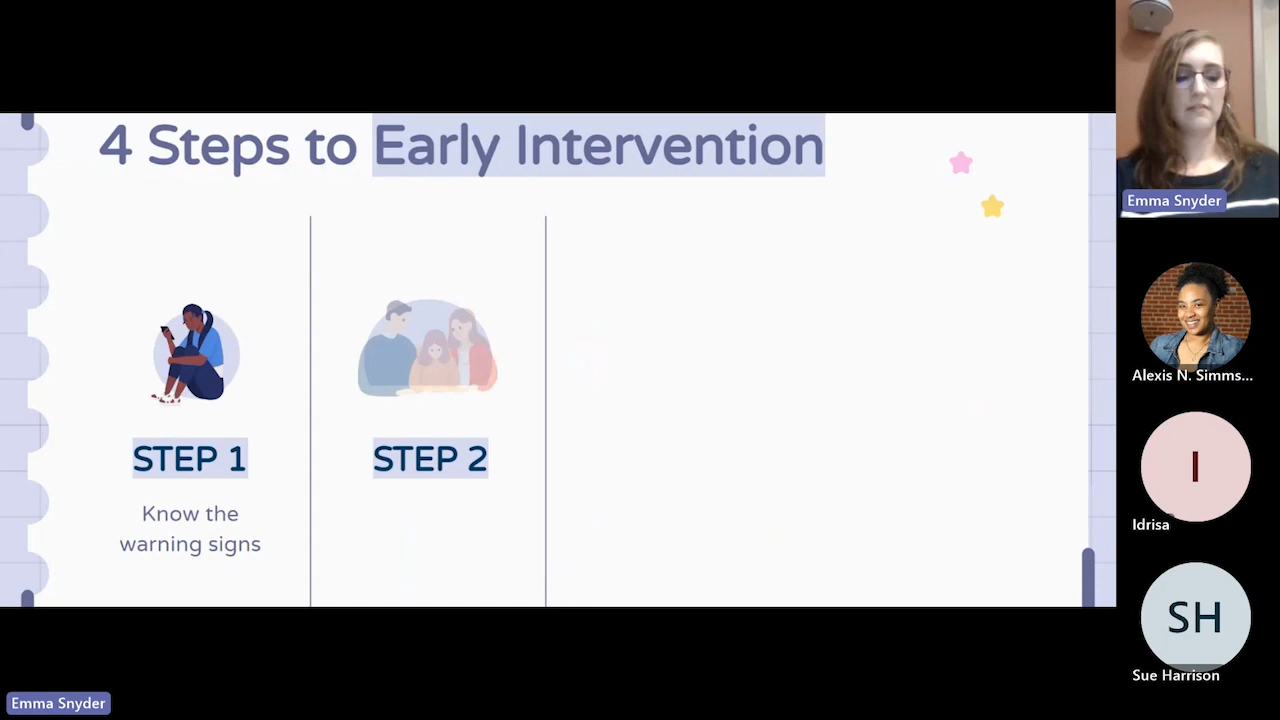 4 Steps to Early Intervention
STEP 1
Know the
warning signs
STEP 2
Emma Snyder
Alexis N. Simms...
I
Idrisa
SH
Sue Harrison
Emma Snyder